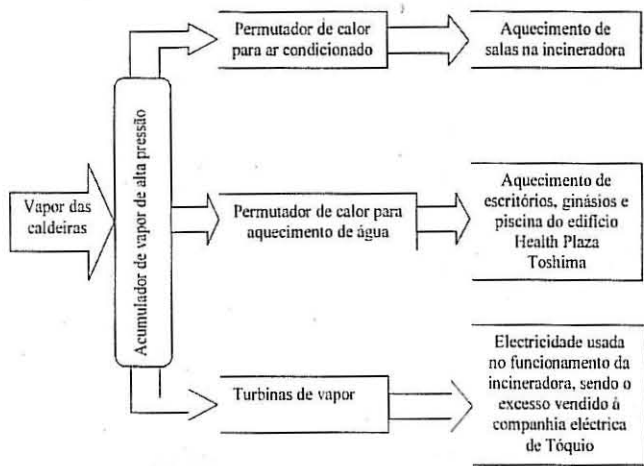 Permutador de calor
para ar condicionado
Aquecimento de
salas na incineradora
Vapor das
caldeiras
Acumulador de vapor de alta pressão
Permutador de calor para
aquecimento de água
Aquecimento de
escritórios, ginásios e
piscina do edifício
Health Plaza
Toshima
Turbinas de vapor
Electricidade usada
no funcionamento da
incineradora, sendo o
excesso vendido à
companhia eléctrica
de Tóquio